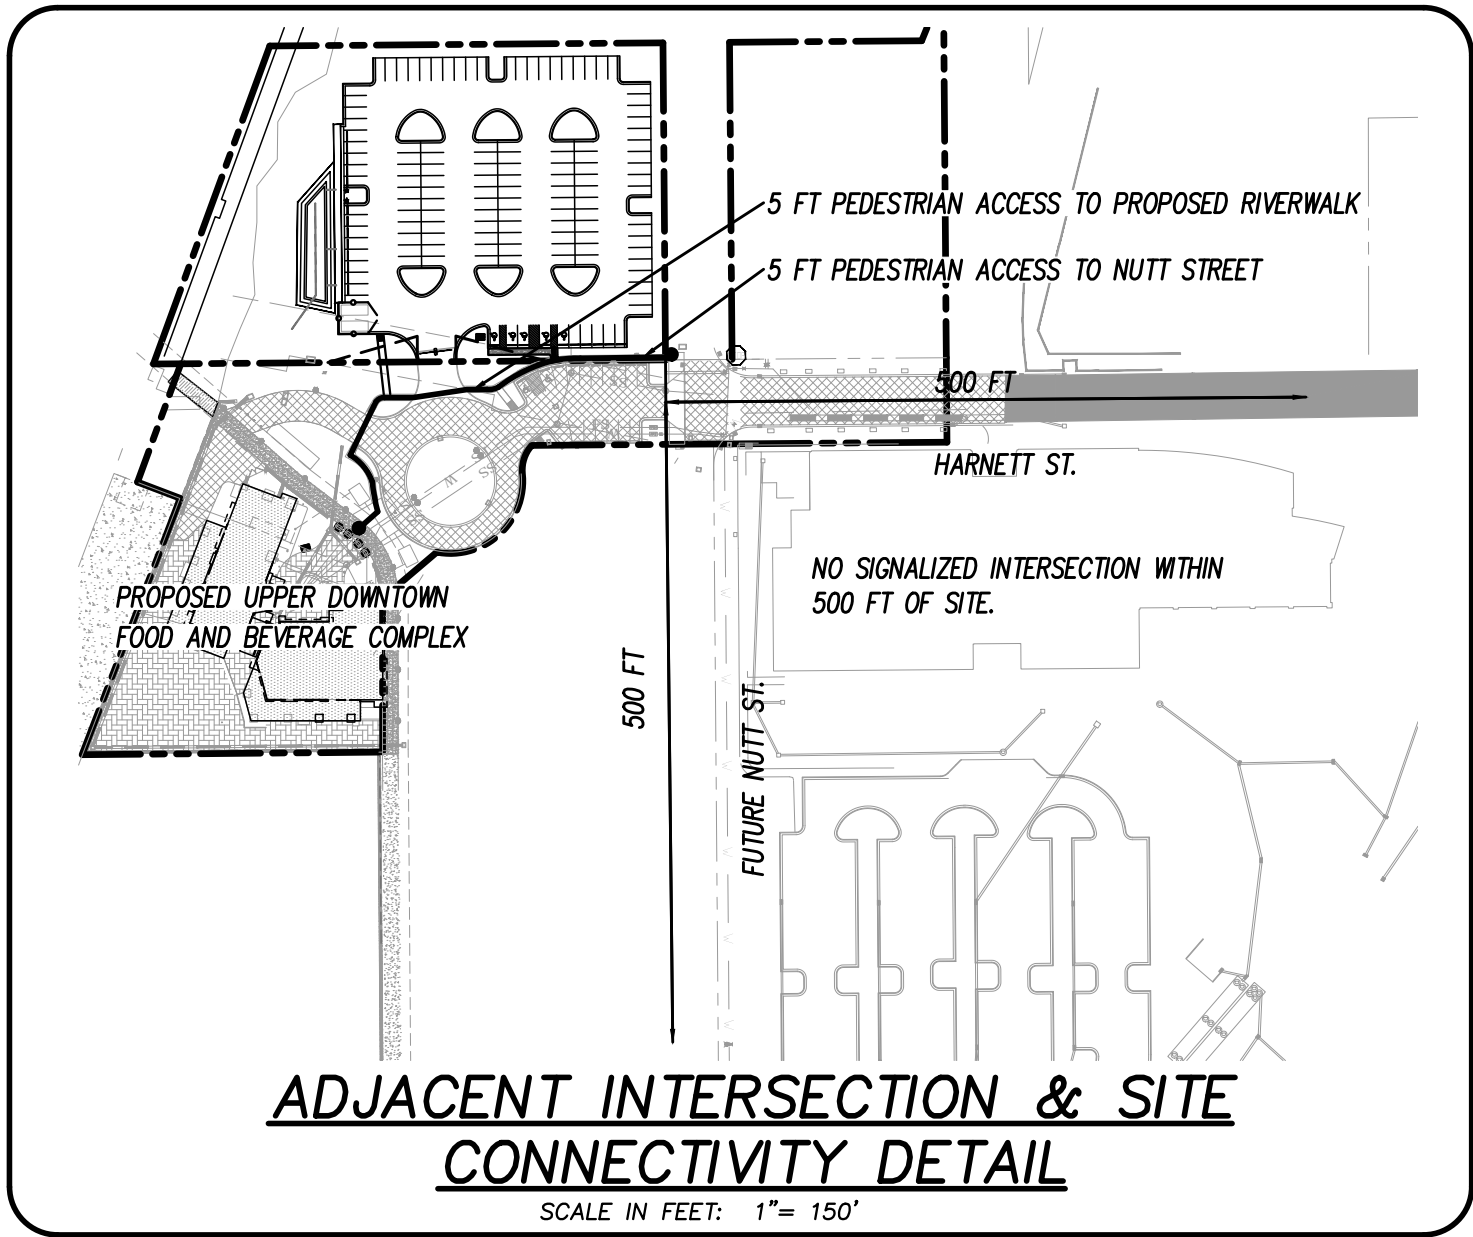 5 FT PEDESTRIAN ACCESS TO PROPOSED RIVERWALK
5 FT PEDESTRIAN ACCESS TO NUTT STREET
500 FT
HARNETT ST.
NO SIGNALIZED INTERSECTION WITHIN
500 FT OF SITE.
PROPOSED UPPER DOWNTOWN
FOOD AND BEVERAGE COMPLEX
500 FT
FUTURE NUTT ST.
ADJACENT INTERSECTION & SITE
CONNECTIVITY DETAIL
SCALE IN FEET: 1"= 150'